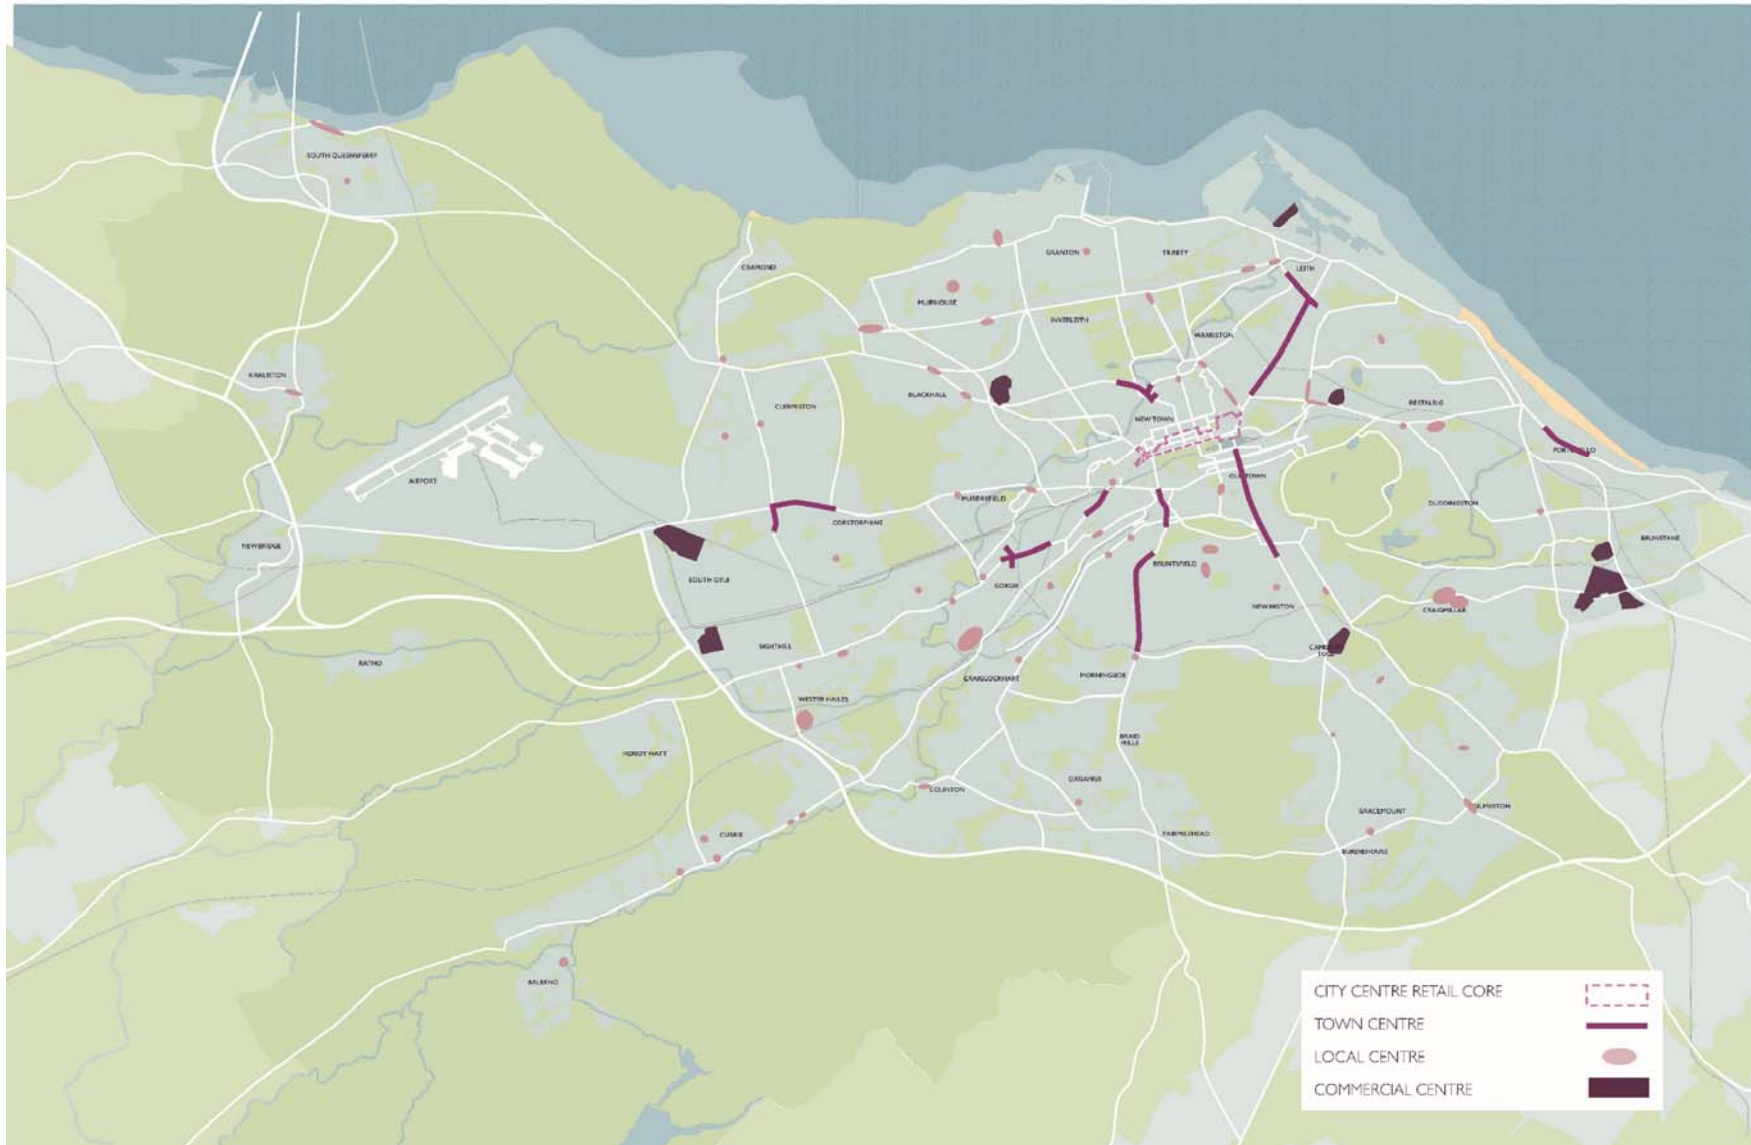 SOUTH QUEENSFERRY
CRAMOND
GRANTON
TRINITY
LEITH
MUIRHOUSE
INVERLEITH
WARRISTON
KIRKLISTON
BLACKHALL
CLERMISTON
RESTALRIG
NEW TOWN
PORTOBELLO
AIRPORT
OLD TOWN
MURRAYFIELD
DUDDINGSTON
CORSTORPHINE
NEWBRIDGE
BRUNSTANE
BRUNTSFIELD
SOUTH GYLE
GORGIE
NEWINGTON
CRAIGMILLAR
SIGHTHILL
CAMERON
TOLL
RATHO
CRAIGLOCKHART
MORNINGSIDE
WESTER HAILES
BRAID
HILLS
HERIOT WATT
OXGANGS
COLINTON
GRACEMOUNT
GILMERTON
CURRIE
FAIRMILEHEAD
BURDIEHOUSE
BALERNO
CITY CENTRE RETAIL CORE
TOWN CENTRE
LOCAL CENTRE
COMMERCIAL CENTRE